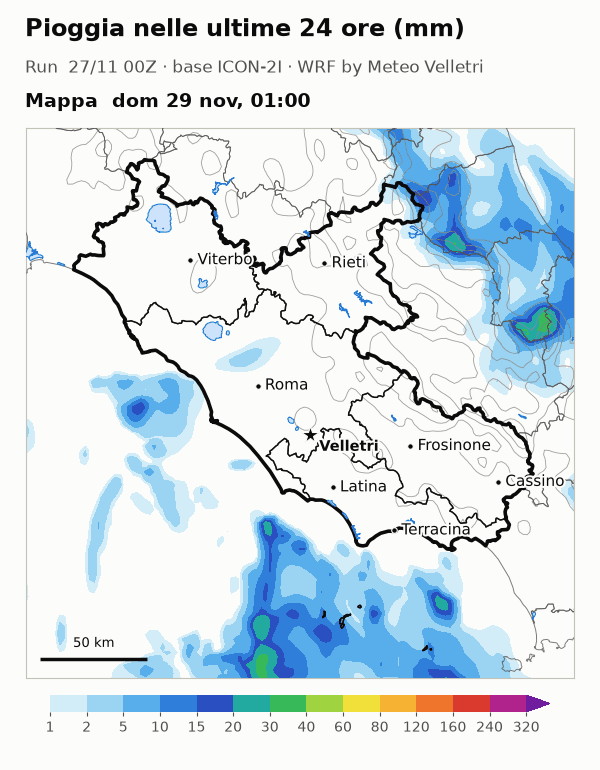 Pioggia nelle ultime 24 ore (mm)
Run 27/11 00Z · base ICON-2I · WRF by Meteo Velletri
Mappa dom 29 nov, 01:00
Viterbo
Rieti
Roma
Velletri
Frosinone
Latina
Cassino
Terracina
50 km
1 2 5 10 15 20 30 40 60 80 120 160 240 320